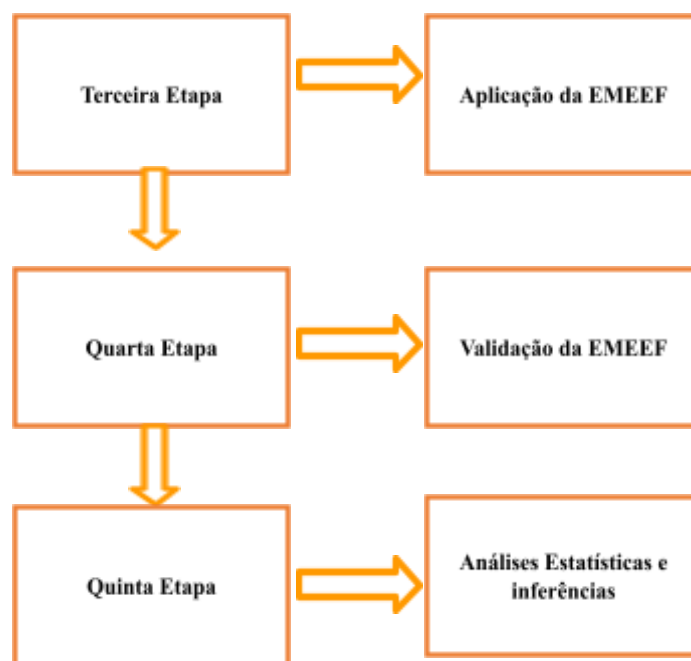 Terceira Etapa
Aplicação da EMEEF
Quarta Etapa
Validação da EMEEF
Quinta Etapa
Análises Estatísticas e
inferências